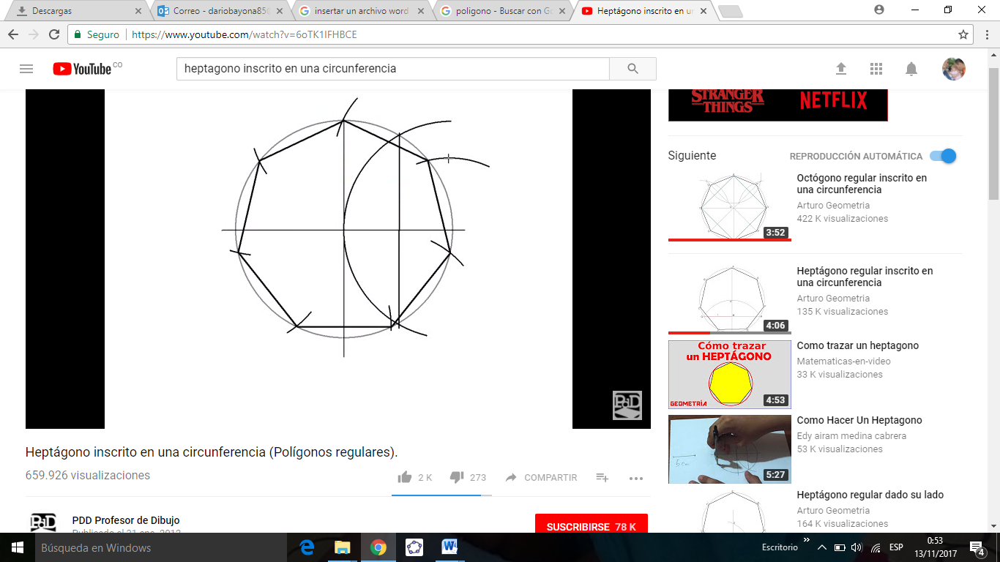 Descargas
Correo - dariobayona85@
insertar un archivo word
poligono - Buscar con Go
Heptágono inscrito en un
Seguro
https://www.youtube.com/watch?v=6oTK1IFHBCE
YouTube CO
heptagono inscrito en una circunferencia
STRANGER
THINGS
NETFLIX
Siguiente
REPRODUCCIÓN AUTOMÁTICA
Octógono regular inscrito en
una circunferencia
Arturo Geometria
422 K visualizaciones
3:52
Heptágono regular inscrito en
una circunferencia
Arturo Geometria
135 K visualizaciones
4:06
Cómo trazar
un HEPTÁGONO
GEOMETRÍA
4:53
Como trazar un heptagono
Matematicas-en-video
33 K visualizaciones
5 cm
5:27
Como Hacer Un Heptagono
Edy airam medina cabrera
53 K visualizaciones
Heptágono regular dado su lado
Arturo Geometria
164 K visualizaciones
PDD
Heptágono inscrito en una circunferencia (Polígonos regulares).
659.926 visualizaciones
2 K
273
COMPARTIR
PDD
PDD Profesor de Dibujo
Publicado el 31 ene. 2012
SUSCRIBIRSE 78 K
Búsqueda en Windows
Escritorio
ESP
0:53
13/11/2017
4